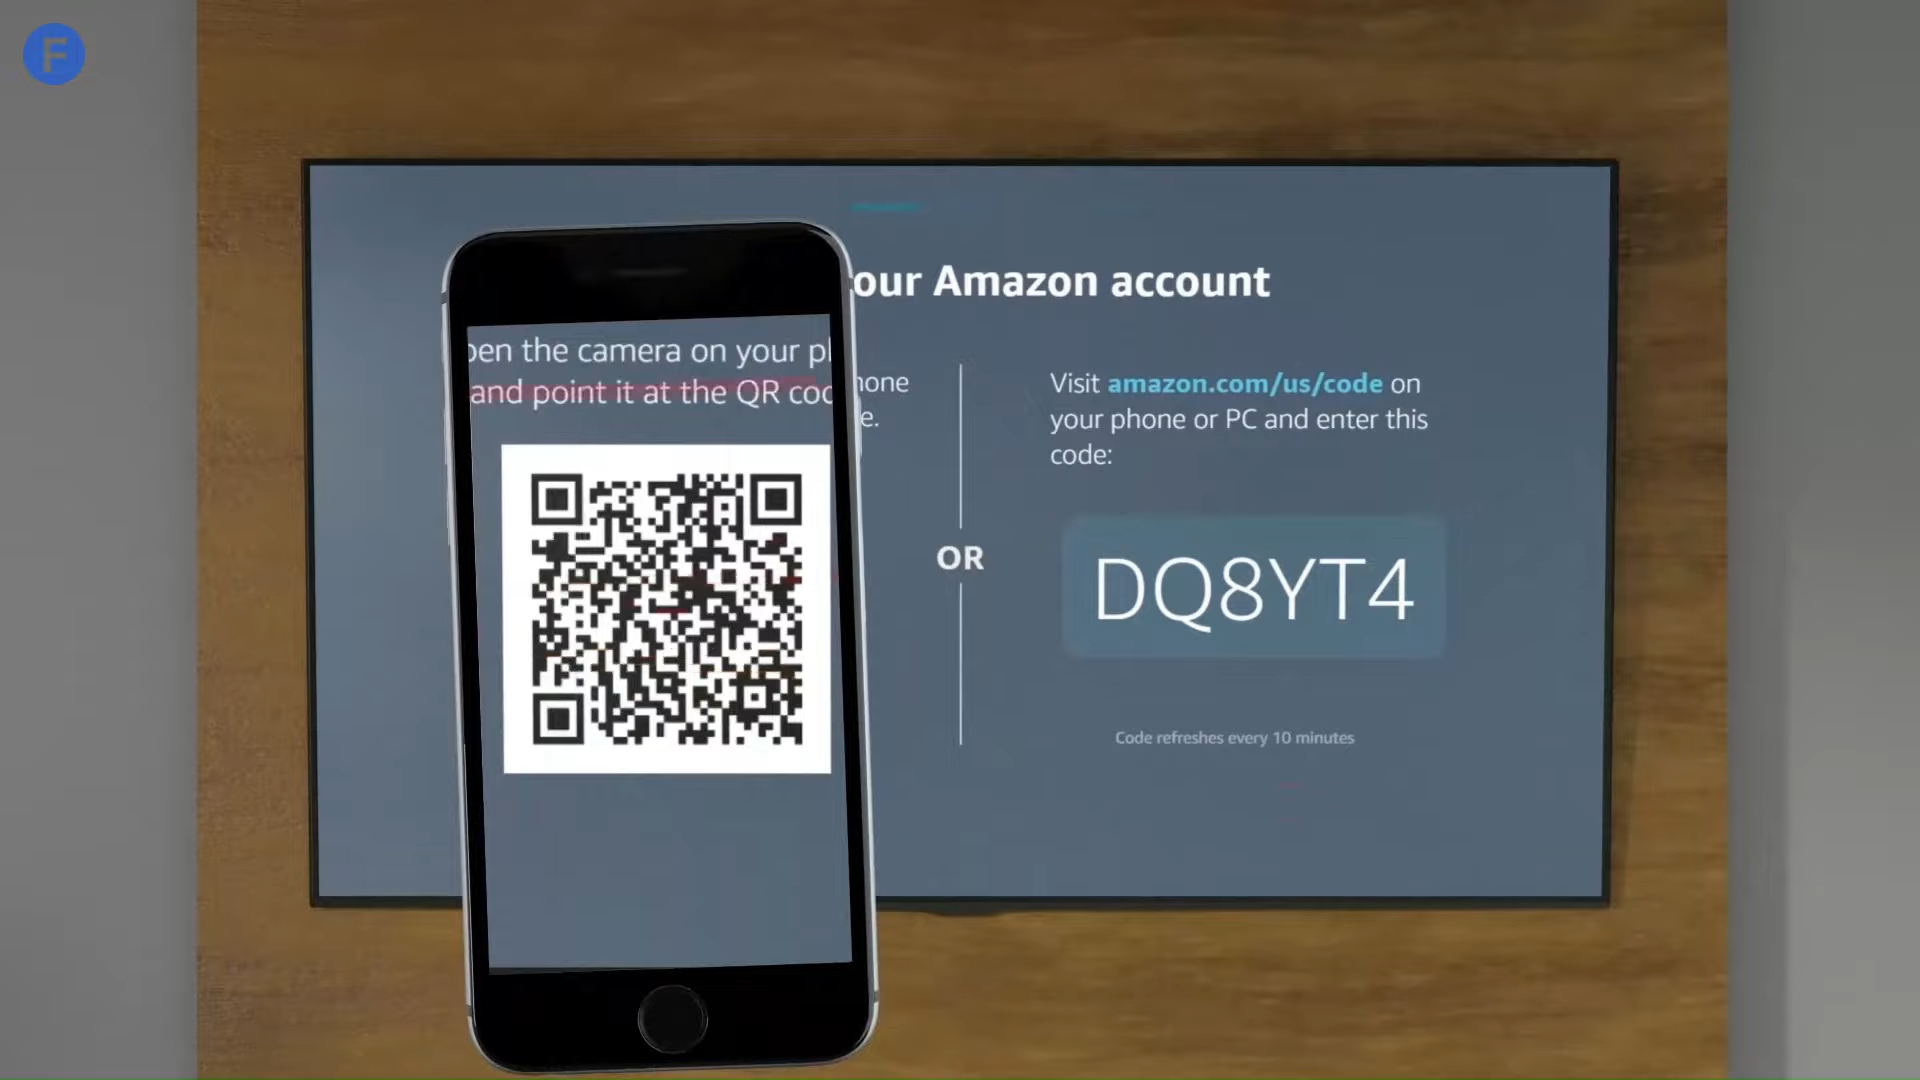 F
our Amazon account
pen the camera on your p
and point it at the QR co
hone
e.
OR
Visit amazon.com/us/code on
your phone or PC and enter this
code:
DQ8YT4
Code refreshes every 10 minutes